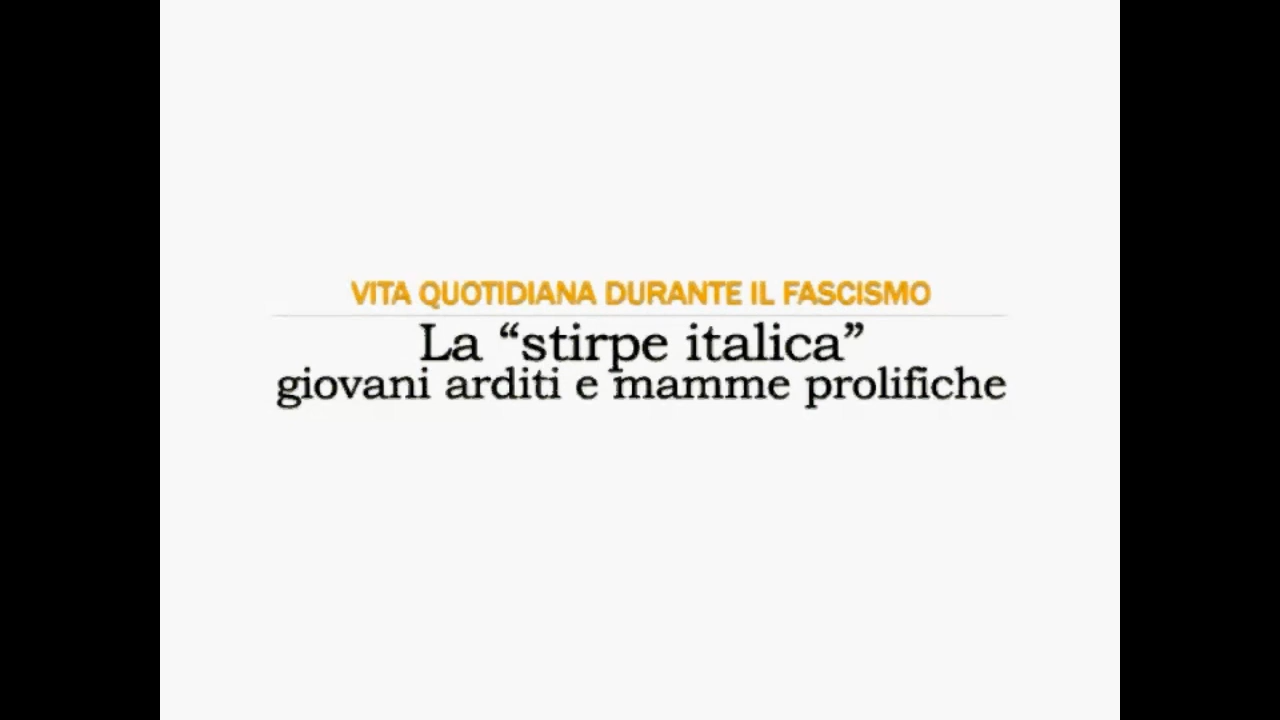 VITA QUOTIDIANA DURANTE IL FASCISMO
La “stirpe italica”
giovani arditi e mamme prolifiche